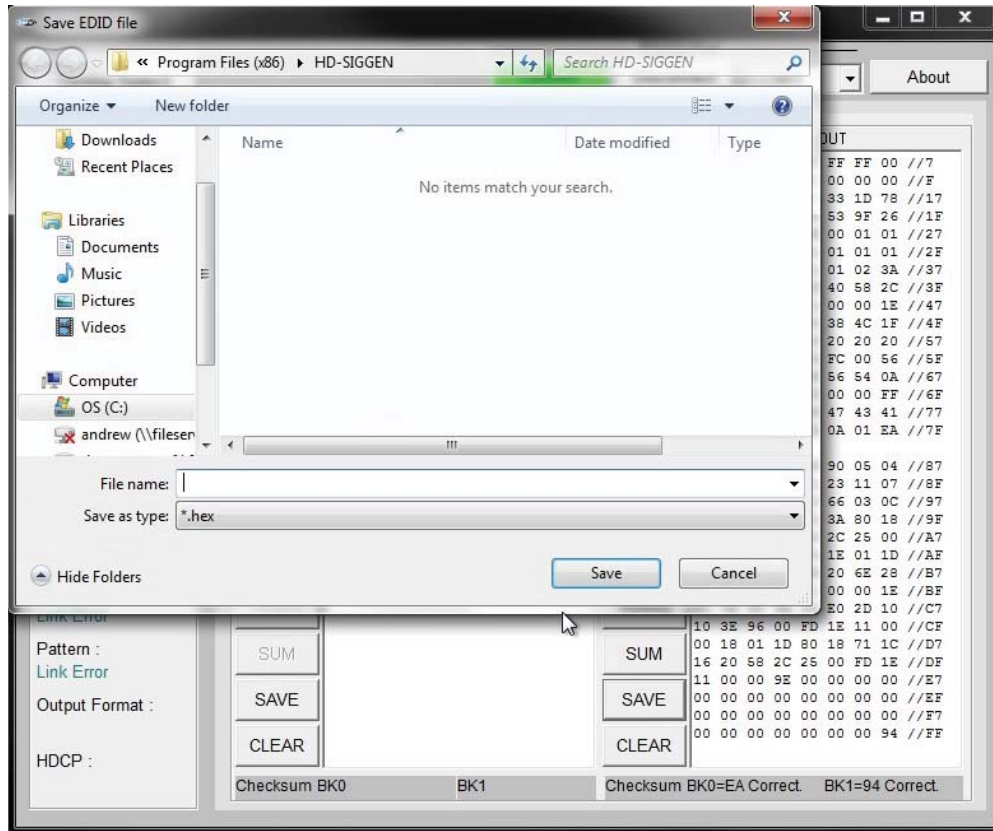 Save EDID file
« Program Files (x86) ▸ HD-SIGGEN
Search HD-SIGGEN
About
Organize ▾ New folder
Downloads
Recent Places
Libraries
Documents
Music
Pictures
Videos
Computer
OS (C:)
andrew (\\fileserv
Name Date modified Type
No items match your search.
File name:
Save as type: *.hex
Hide Folders
Save Cancel
OUT
FF FF 00 //7
00 00 00 //F
33 1D 78 //17
53 9F 26 //1F
00 01 01 //27
01 01 01 //2F
01 02 3A //37
40 58 2C //3F
00 00 1E //47
38 4C 1F //4F
20 20 20 //57
FC 00 56 //5F
56 54 0A //67
00 00 FF //6F
47 43 41 //77
0A 01 EA //7F
90 05 04 //87
23 11 07 //8F
66 03 0C //97
3A 80 18 //9F
2C 25 00 //A7
1E 01 1D //AF
20 6E 28 //B7
00 00 1E //BF
E0 2D 10 //C7
10 3E 96 00 FD 1E 11 00 //CF
00 18 01 1D 80 18 71 1C //D7
16 20 58 2C 25 00 FD 1E //DF
11 00 00 9E 00 00 00 00 //E7
00 00 00 00 00 00 00 00 //EF
00 00 00 00 00 00 00 00 //F7
00 00 00 00 00 00 00 94 //FF
Link Error
Pattern :
Link Error
Output Format :
HDCP :
SUM
SAVE
CLEAR
SUM
SAVE
CLEAR
Checksum BK0 BK1
Checksum BK0=EA Correct. BK1=94 Correct.